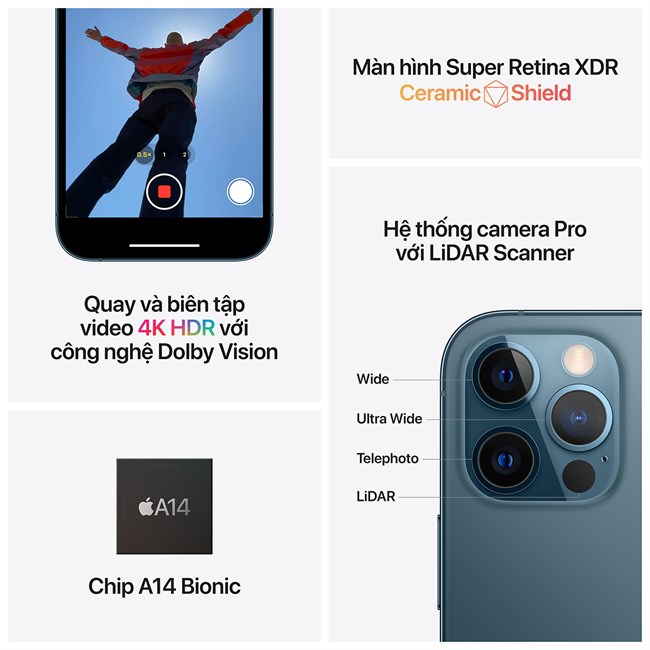 0.5×
1
2
Quay và biên tập
video 4K HDR với
công nghệ Dolby Vision
A14
Chip A14 Bionic
Màn hình Super Retina XDR
Ceramic Shield
Hệ thống camera Pro
với LiDAR Scanner
Wide
Ultra Wide
Telephoto
LiDAR